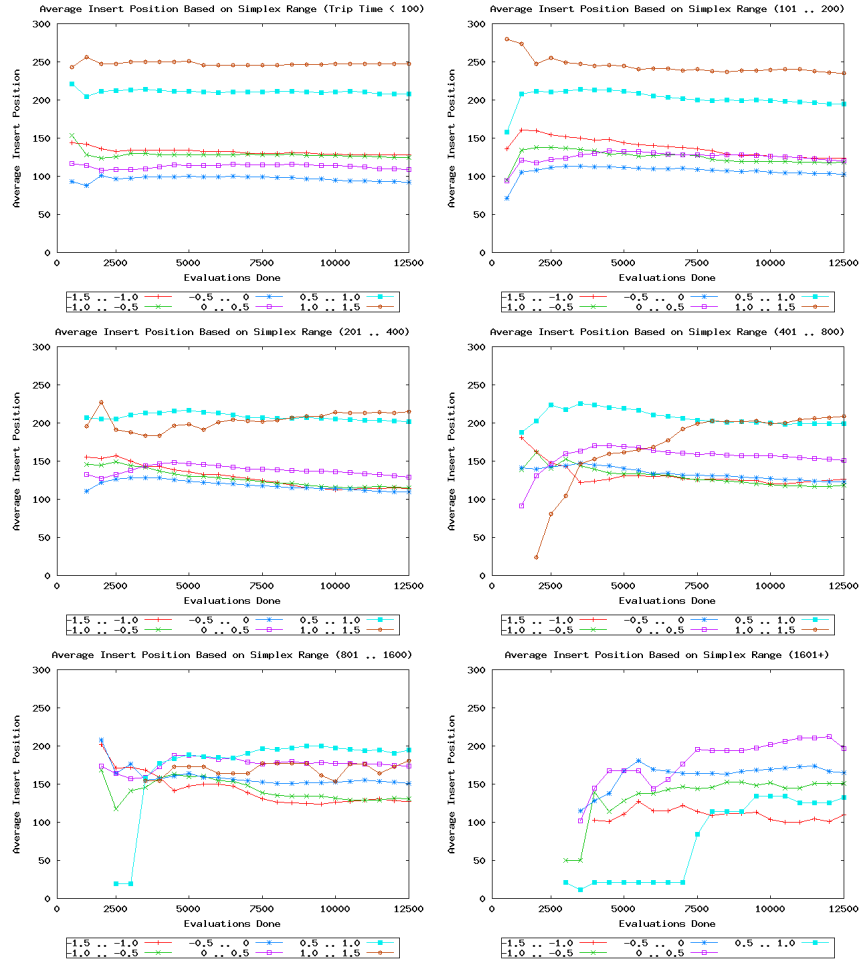 Average Insert Position Based on Simplex Range (Trip Time < 100)
Average Insert Position
300
250
200
150
100
50
0
0 2500 5000 7500 10000 12500
Evaluations Done
-1.5 .. -1.0 -0.5 .. 0 0.5 .. 1.0
-1.0 .. -0.5 0 .. 0.5 1.0 .. 1.5
Average Insert Position Based on Simplex Range (101 .. 200)
Average Insert Position
300
250
200
150
100
50
0
0 2500 5000 7500 10000 12500
Evaluations Done
-1.5 .. -1.0 -0.5 .. 0 0.5 .. 1.0
-1.0 .. -0.5 0 .. 0.5 1.0 .. 1.5
Average Insert Position Based on Simplex Range (201 .. 400)
Average Insert Position
300
250
200
150
100
50
0
0 2500 5000 7500 10000 12500
Evaluations Done
-1.5 .. -1.0 -0.5 .. 0 0.5 .. 1.0
-1.0 .. -0.5 0 .. 0.5 1.0 .. 1.5
Average Insert Position Based on Simplex Range (401 .. 800)
Average Insert Position
300
250
200
150
100
50
0
0 2500 5000 7500 10000 12500
Evaluations Done
-1.5 .. -1.0 -0.5 .. 0 0.5 .. 1.0
-1.0 .. -0.5 0 .. 0.5 1.0 .. 1.5
Average Insert Position Based on Simplex Range (801 .. 1600)
Average Insert Position
300
250
200
150
100
50
0
0 2500 5000 7500 10000 12500
Evaluations Done
-1.5 .. -1.0 -0.5 .. 0 0.5 .. 1.0
-1.0 .. -0.5 0 .. 0.5 1.0 .. 1.5
Average Insert Position Based on Simplex Range (1601+)
Average Insert Position
300
250
200
150
100
50
0
0 2500 5000 7500 10000 12500
Evaluations Done
-1.5 .. -1.0 -0.5 .. 0 0.5 .. 1.0
-1.0 .. -0.5 0 .. 0.5